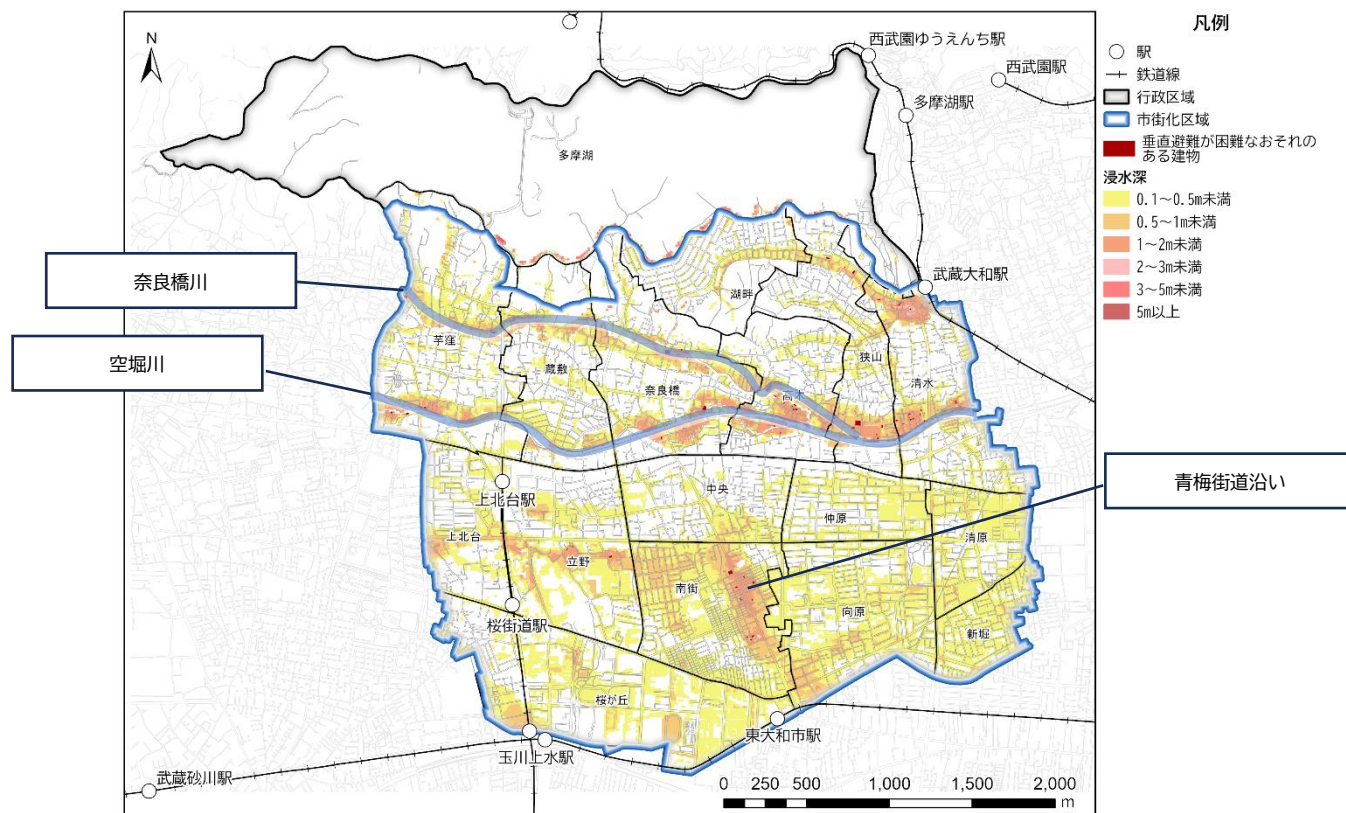 凡例
駅
鉄道線
行政区域
市街化区域
垂直避難が困難なおそれの
ある建物
浸水深
0.1～0.5m未満
0.5～1m未満
1～2m未満
2～3m未満
3～5m未満
5m以上
N
西武園ゆうえんち駅
西武園駅
多摩湖駅
多摩湖
武蔵大和駅
奈良橋川
空堀川
青梅街道沿い
湖畔
芋窪
蔵敷
奈良橋
高木
狭山
清水
上北台駅
中央
仲原
清原
上北台
立野
南街
向原
新堀
桜街道駅
桜が丘
東大和市駅
玉川上水駅
武蔵砂川駅
0 250 500 1,000 1,500 2,000
m